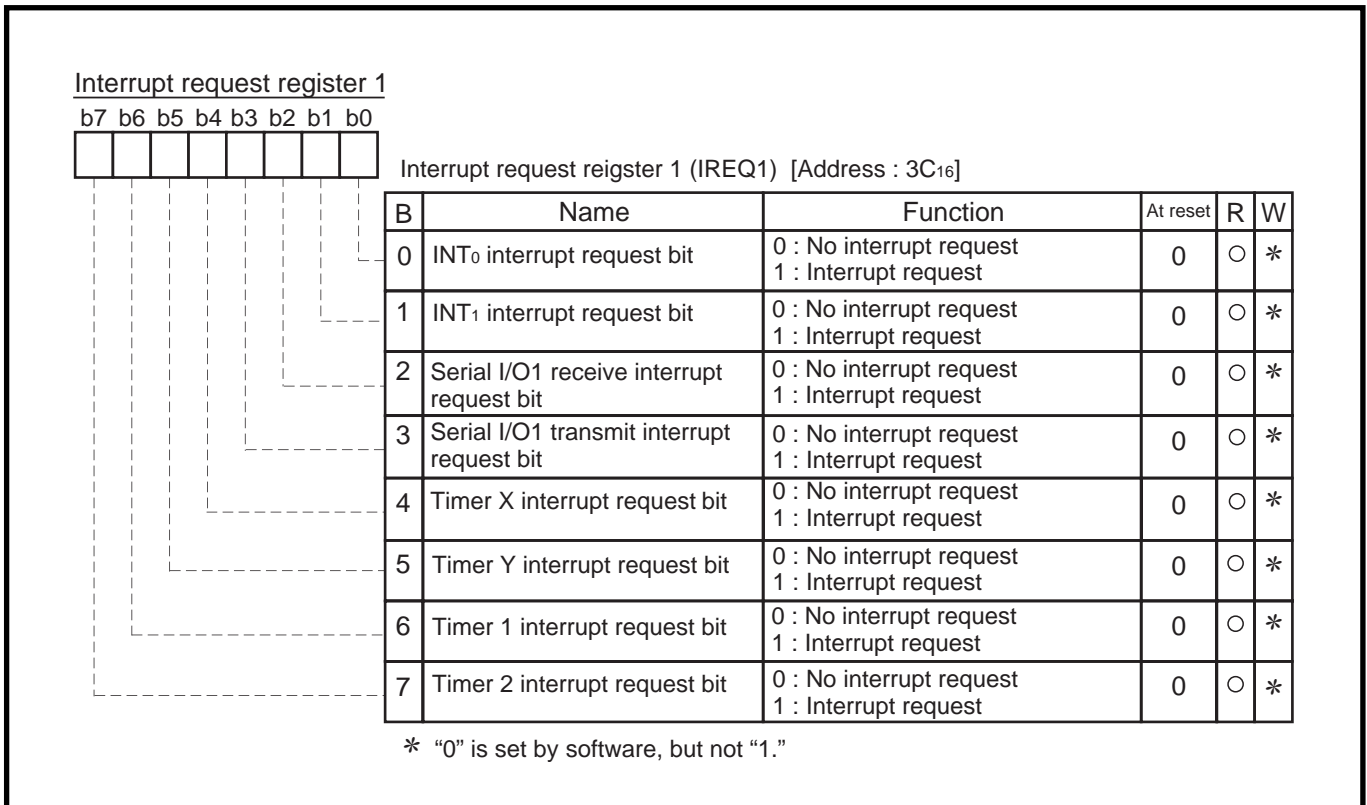 Interrupt request register 1
b7 b6 b5 b4 b3 b2 b1 b0
Interrupt request reigster 1 (IREQ1) [Address : 3C16]
B Name Function At reset R W
0 INT0 interrupt request bit 0 : No interrupt request 0 ○ *
1 : Interrupt request
1 INT1 interrupt request bit 0 : No interrupt request 0 ○ *
1 : Interrupt request
2 Serial I/O1 receive interrupt 0 : No interrupt request 0 ○ *
request bit 1 : Interrupt request
3 Serial I/O1 transmit interrupt 0 : No interrupt request 0 ○ *
request bit 1 : Interrupt request
4 Timer X interrupt request bit 0 : No interrupt request 0 ○ *
1 : Interrupt request
5 Timer Y interrupt request bit 0 : No interrupt request 0 ○ *
1 : Interrupt request
6 Timer 1 interrupt request bit 0 : No interrupt request 0 ○ *
1 : Interrupt request
7 Timer 2 interrupt request bit 0 : No interrupt request 0 ○ *
1 : Interrupt request
* “0” is set by software, but not “1.”